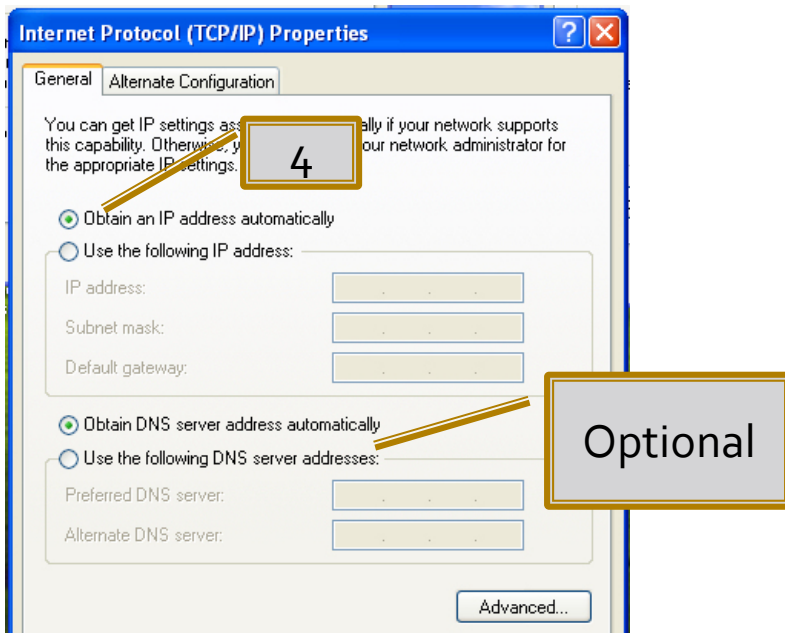 Internet Protocol (TCP/IP) Properties
General Alternate Configuration
You can get IP settings ally if your network supports
this capability. Otherwise, our network administrator for
the appropriate IP settings.
4
Obtain an IP address automatically
Use the following IP address:
IP address:
Subnet mask:
Default gateway:
Obtain DNS server address automatically
Optional
Use the following DNS server addresses:
Preferred DNS server:
Alternate DNS server:
Advanced...